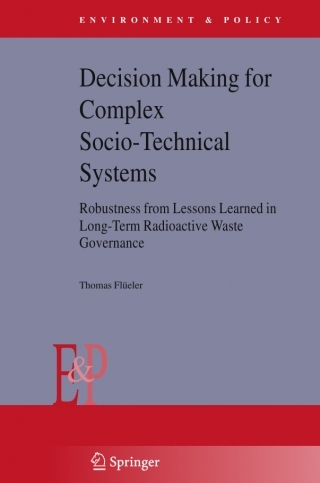 ENVIRONMENT & POLICY
Decision Making for
Complex
Socio-Technical
Systems
Robustness from Lessons Learned in
Long-Term Radioactive Waste
Governance
Thomas Flüeler
E&P
Springer